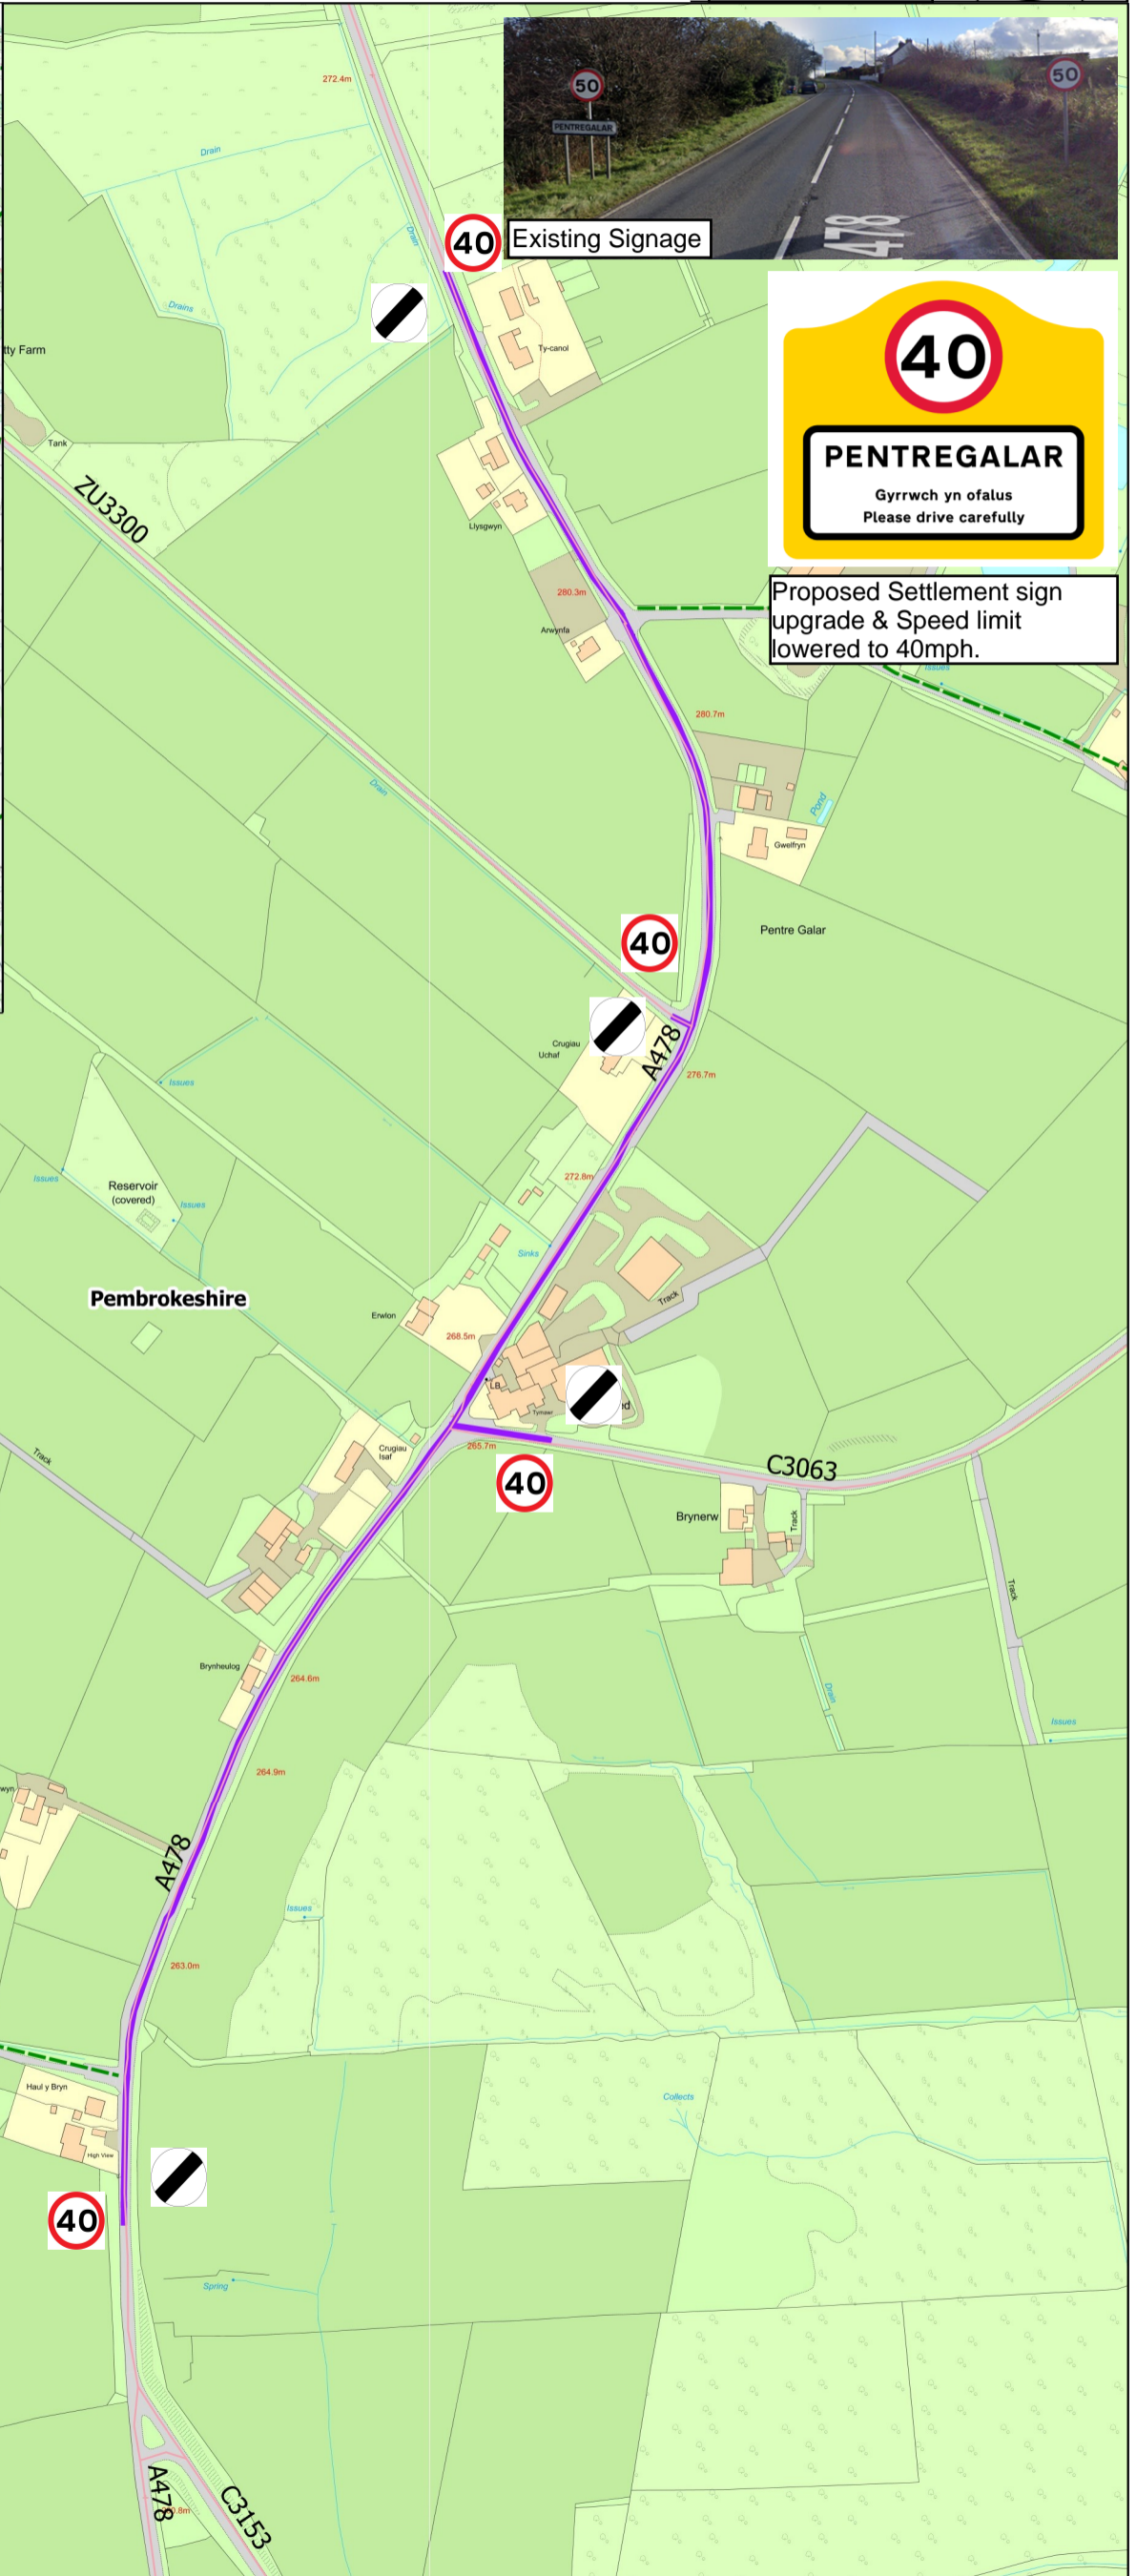 272.4m
50
PENTREGALAR
50
Existing Signage
Drain
Drain
40
Drains
tty Farm
Ty-canol
40
PENTREGALAR
Gyrrwch yn ofalus
Please drive carefully
Proposed Settlement sign
upgrade & Speed limit
lowered to 40mph.
Tank
ZU3300
Llysgwyn
280.3m
Arwynfa
Issues
280.7m
Drain
Pond
Gwelfryn
Pentre Galar
40
Crugiau
Uchaf
A478
276.7m
Issues
272.8m
Issues
Reservoir
(covered)
Issues
Sinks
Pembrokeshire
Track
Erwlon
268.5m
LB
Tymawr
265.7m
Crugiau
Isaf
Track
C3063
40
Brynerw
Track
Track
Brynheulog
264.6m
Drain
Issues
264.9m
wyn
A478
Issues
263.0m
Haul y Bryn
Collects
High View
40
Spring
A478
C3153